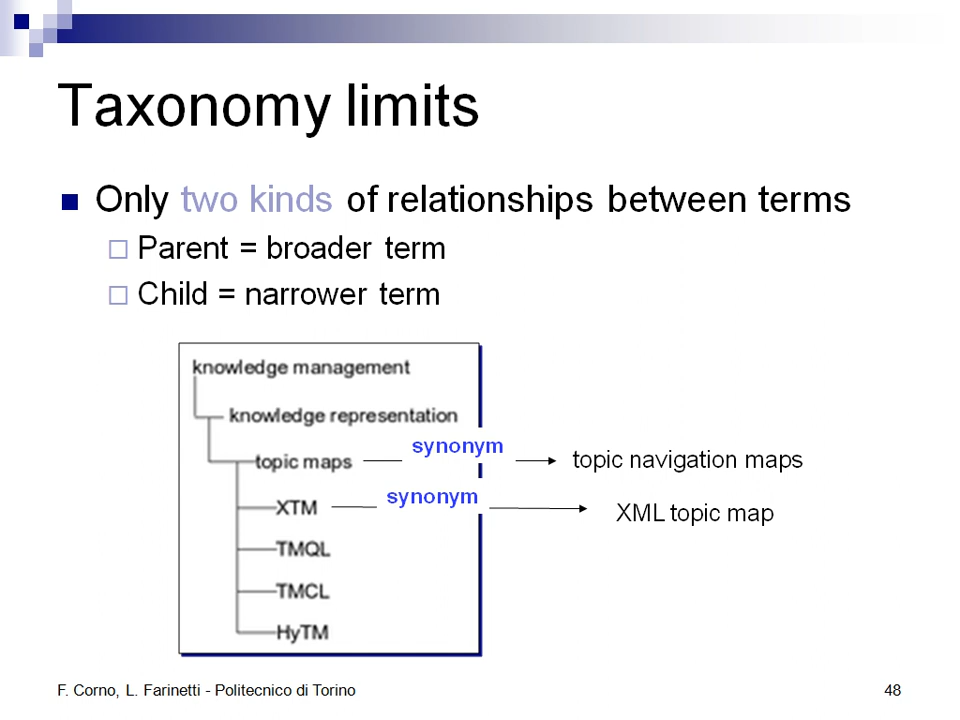 Taxonomy limits
Only two kinds of relationships between terms
Parent = broader term
Child = narrower term
knowledge management
knowledge representation
topic maps synonym topic navigation maps
XTM synonym XML topic map
TMQL
TMCL
HyTM
F. Corno, L. Farinetti - Politecnico di Torino 48